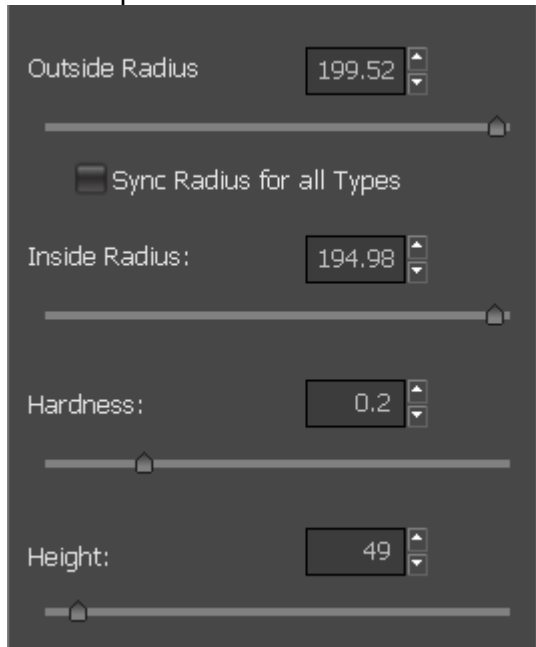 Outside Radius 199.52
Sync Radius for all Types
Inside Radius: 194.98
Hardness: 0.2
Height: 49